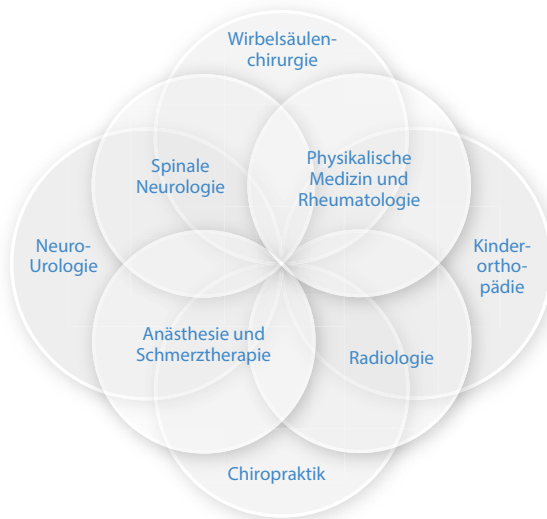 Wirbelsäulen-
chirurgie
Spinale
Neurologie
Physikalische
Medizin und
Rheumatologie
Neuro-
Urologie
Kinder-
ortho-
pädie
Anästhesie und
Schmerztherapie
Radiologie
Chiropraktik